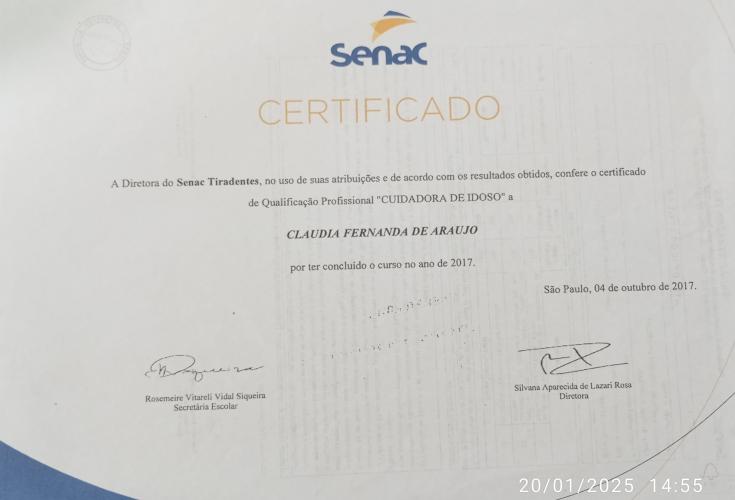 Senac
CERTIFICADO
A Diretora do Senac Tiradentes, no uso de suas atribuições e de acordo com os resultados obtidos, confere o certificado
de Qualificação Profissional "CUIDADORA DE IDOSO" a
CLAUDIA FERNANDA DE ARAUJO
por ter concluído o curso no ano de 2017.
São Paulo, 04 de outubro de 2017.
Rosemeire Vitareli Vidal Siqueira
Secretária Escolar
Silvana Aparecida de Lazari Rosa
Diretora
20/01/2025 14:55